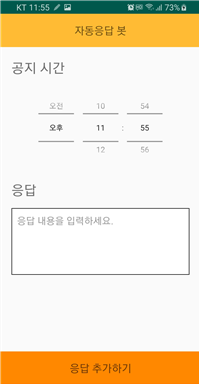 KT 11:55 73%
자동응답 봇
공지 시간
오전 10 54
오후 11 : 55
12 56
응답
응답 내용을 입력하세요.
응답 추가하기